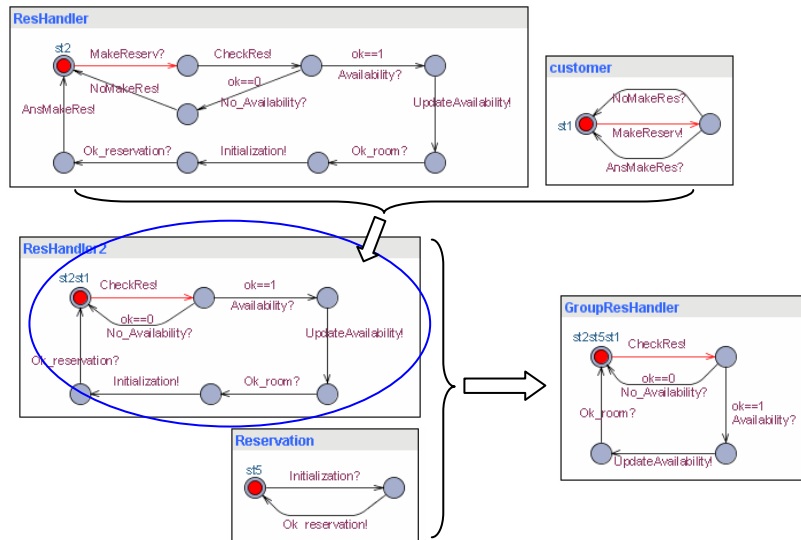 ResHandler
st2
MakeReserv?
CheckRes!
ok==1
Availability?
NoMakeRes!
ok==0
No_Availability?
AnsMakeRes!
UpdateAvailability!
Ok_reservation?
Initialization!
Ok_room?
customer
NoMakeRes?
st1
MakeReserv!
AnsMakeRes?
ResHandler2
st2st1
CheckRes!
ok==1
Availability?
ok==0
No_Availability?
UpdateAvailability!
Ok_reservation?
Initialization!
Ok_room?
Reservation
st5
Initialization?
Ok_reservation!
GroupResHandler
st2st5st1
CheckRes!
ok==0
No_Availability?
ok==1
Availability?
Ok_room?
UpdateAvailability!